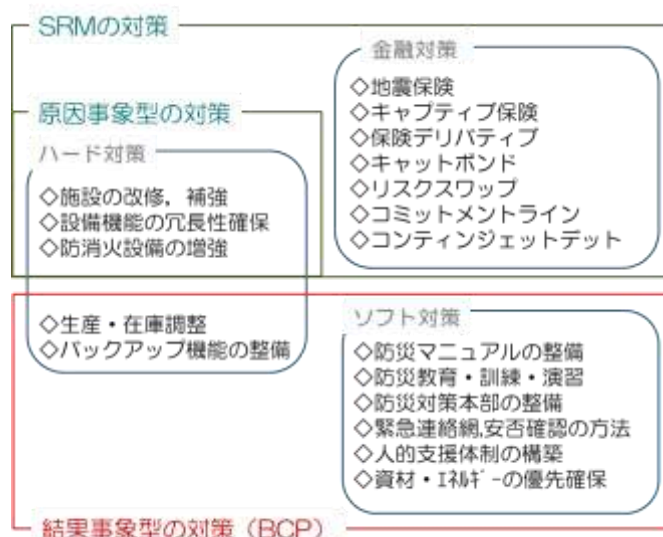 SRMの対策
金融対策
◇地震保険
◇キャプティブ保険
◇保険デリバティブ
◇キャットボンド
◇リスクスワップ
◇コミットメントライン
◇コンティンジェットデット
原因事象型の対策
ハード対策
◇施設の改修，補強
◇設備機能の冗長性確保
◇防消火設備の増強
◇生産・在庫調整
◇バックアップ機能の整備
ソフト対策
◇防災マニュアルの整備
◇防災教育・訓練・演習
◇防災対策本部の整備
◇緊急連絡網,安否確認の方法
◇人的支援体制の構築
◇資材・ｴﾈﾙｷﾞｰの優先確保
結果事象型の対策（BCP）